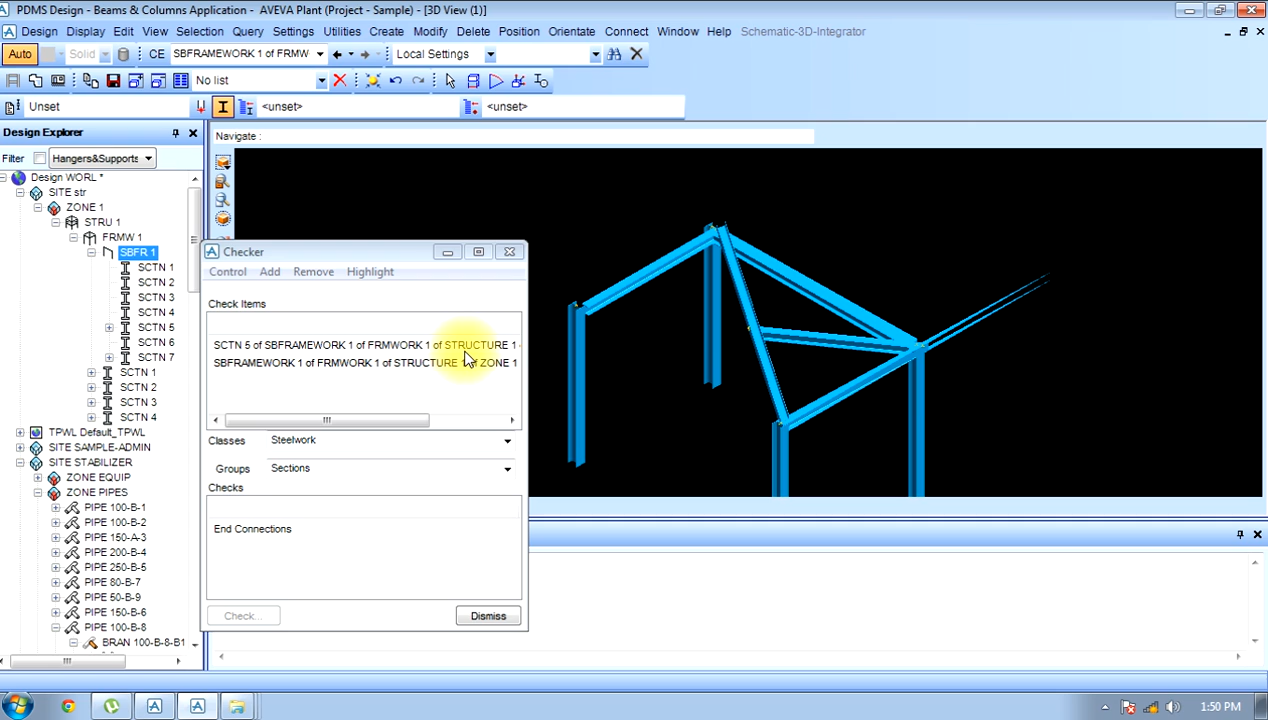 PDMS Design - Beams & Columns Application - AVEVA Plant (Project - Sample) - [3D View (1)]
Design Display Edit View Selection Query Settings Utilities Create Modify Delete Position Orientate Connect Window Help Schematic-3D-Integrator
Auto Solid CE SBFRAMEWORK 1 of FRMW Local Settings
No list
Unset <unset> <unset>
Design Explorer
Navigate :
Filter Hangers&Supports
Design WORL *
SITE str
ZONE 1
STRU 1
FRMW 1
SBFR 1
SCTN 1
SCTN 2
SCTN 3
SCTN 4
SCTN 5
SCTN 6
SCTN 7
SCTN 1
SCTN 2
SCTN 3
SCTN 4
TPWL Default_TPWL
SITE SAMPLE-ADMIN
SITE STABILIZER
ZONE EQUIP
ZONE PIPES
PIPE 100-B-1
PIPE 100-B-2
PIPE 150-A-3
PIPE 200-B-4
PIPE 250-B-5
PIPE 80-B-7
PIPE 50-B-9
PIPE 150-B-6
PIPE 100-B-8
BRAN 100-B-8-B1
Checker
Control Add Remove Highlight
Check Items
SCTN 5 of SBFRAMEWORK 1 of FRMWORK 1 of STRUCTURE 1
SBFRAMEWORK 1 of FRMWORK 1 of STRUCTURE 1 of ZONE 1
Classes Steelwork
Groups Sections
Checks
End Connections
Check... Dismiss
1:50 PM